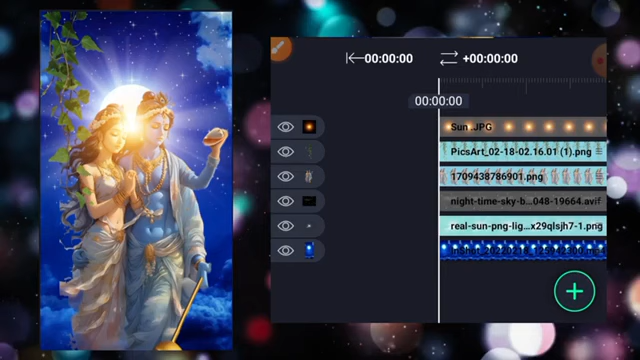 00:00:00
+00:00:00
00:00:00
Sun.JPG
PicsArt_02-18-02.16.01 (1).png
1709438786901.png
night-time-sky-b...048-19664.avif
real-sun-png-lig...x29qlsjh7-1.png